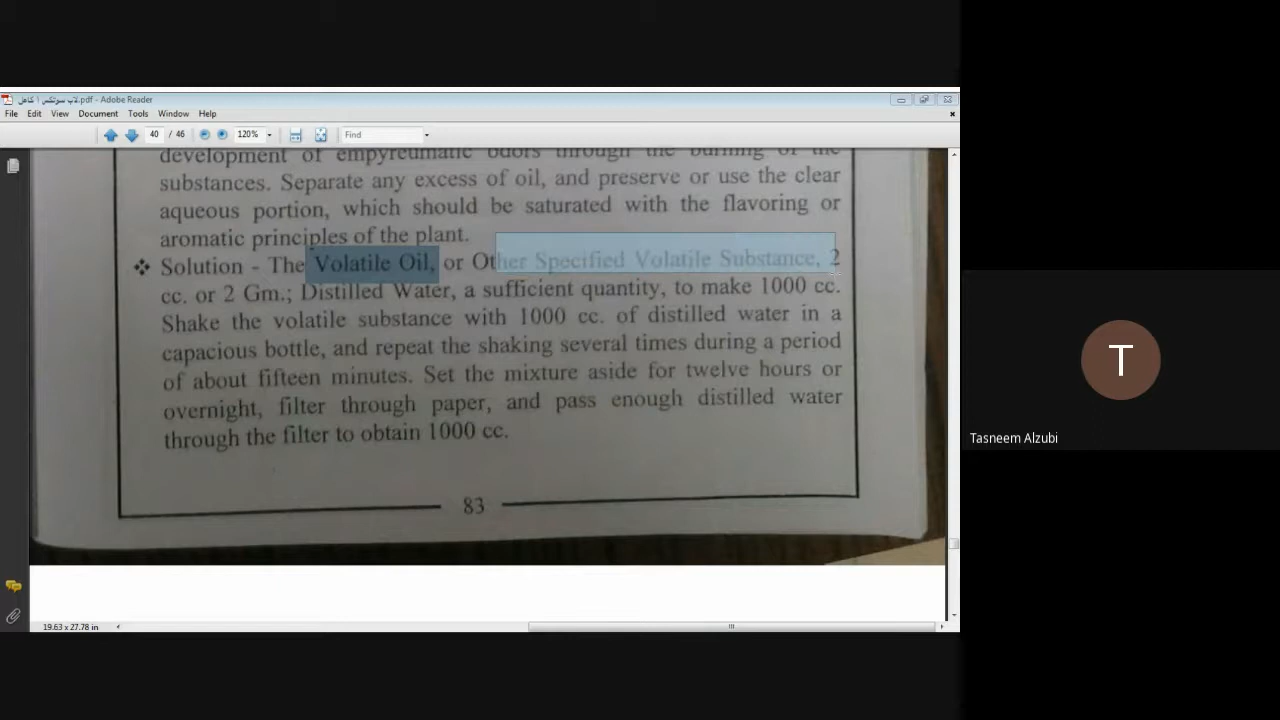 لاب سوتكس ١ كامل.pdf - Adobe Reader
File Edit View Document Tools Window Help
40 / 46 120% Find
development of empyreumatic odors through the burning of the
substances. Separate any excess of oil, and preserve or use the clear
aqueous portion, which should be saturated with the flavoring or
aromatic principles of the plant.
❖ Solution - The Volatile Oil, or Other Specified Volatile Substance, 2
cc. or 2 Gm.; Distilled Water, a sufficient quantity, to make 1000 cc.
Shake the volatile substance with 1000 cc. of distilled water in a
capacious bottle, and repeat the shaking several times during a period
of about fifteen minutes. Set the mixture aside for twelve hours or
overnight, filter through paper, and pass enough distilled water
through the filter to obtain 1000 cc.
83
19.63 x 27.78 in
T
Tasneem Alzubi